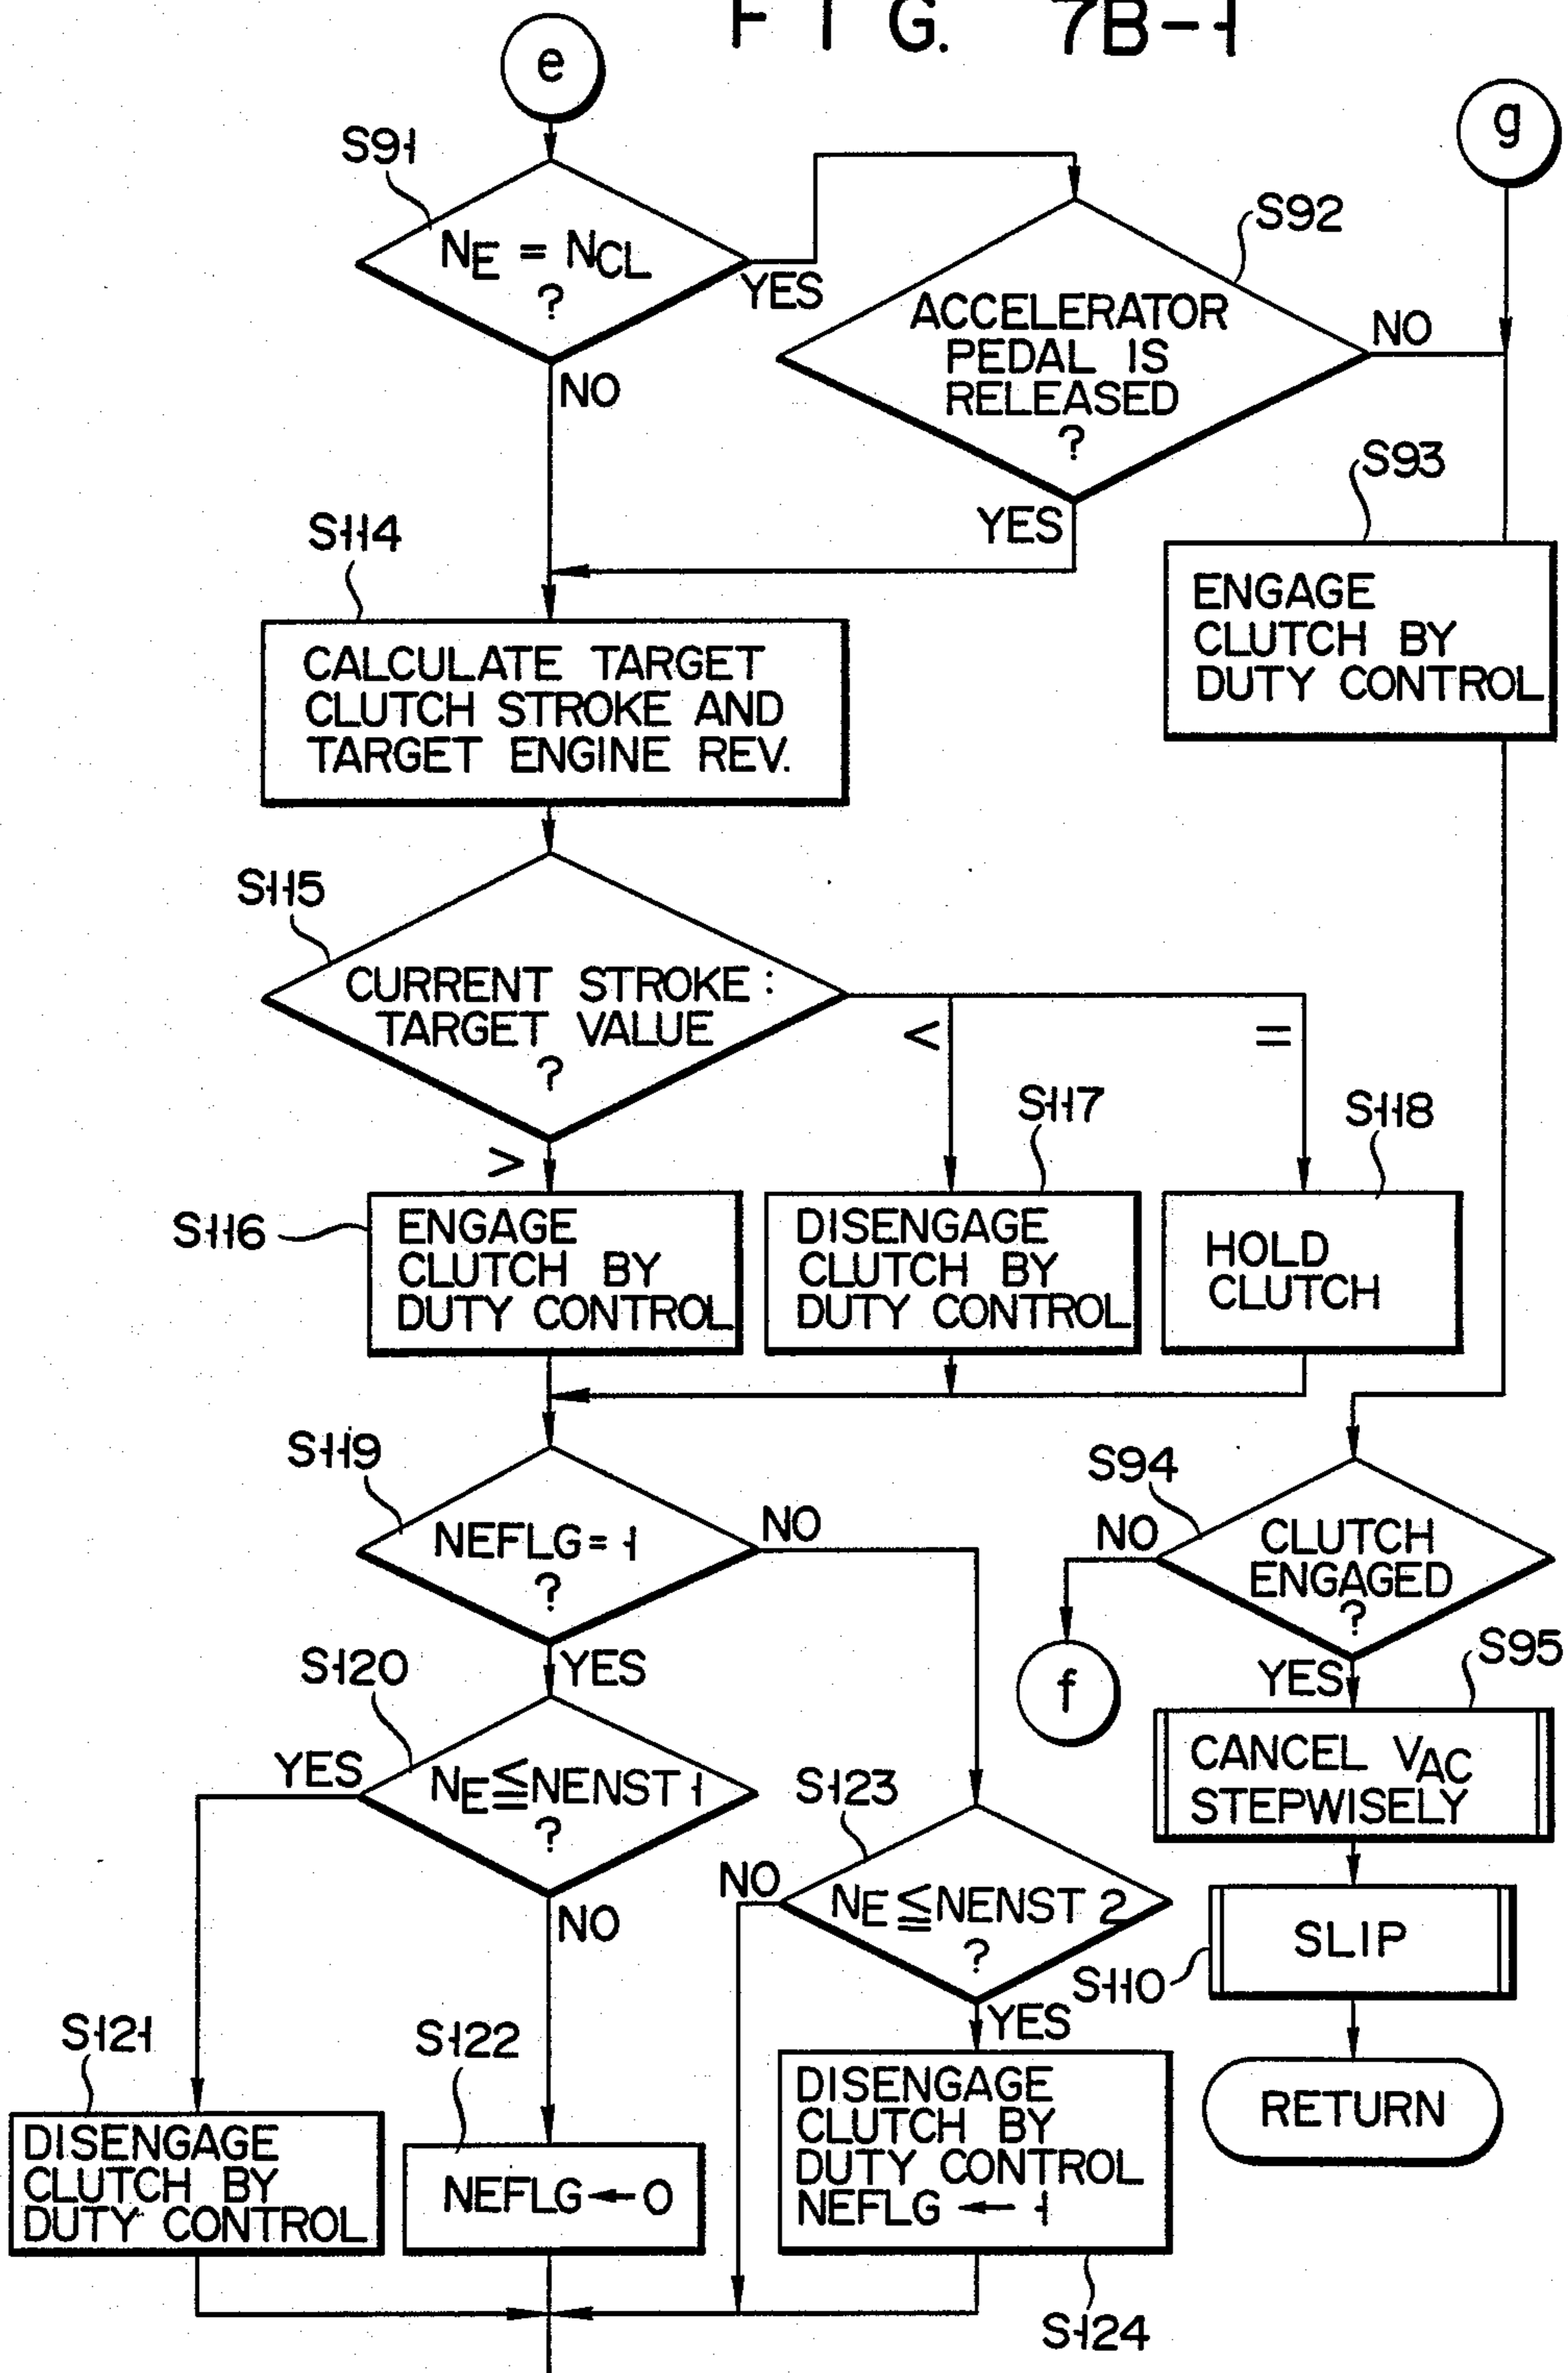 FIG. 7B-1
e
g
S91
NE = NCL
?
YES
NO
S92
ACCELERATOR
PEDAL IS
RELEASED
?
NO
YES
S93
ENGAGE
CLUTCH BY
DUTY CONTROL
S114
CALCULATE TARGET
CLUTCH STROKE AND
TARGET ENGINE REV.
S115
CURRENT STROKE :
TARGET VALUE
?
<
=
>
S116
ENGAGE
CLUTCH BY
DUTY CONTROL
S117
DISENGAGE
CLUTCH BY
DUTY CONTROL
S118
HOLD
CLUTCH
S119
NEFLG = 1
?
NO
YES
S94
NO
CLUTCH
ENGAGED
?
YES
f
S95
CANCEL VAC
STEPWISELY
S110
SLIP
RETURN
S120
YES
NE ≦ NENST 1
?
NO
S123
NO
NE ≦ NENST 2
?
YES
S121
DISENGAGE
CLUTCH BY
DUTY CONTROL
S122
NEFLG ← 0
DISENGAGE
CLUTCH BY
DUTY CONTROL
NEFLG ← 1
S124